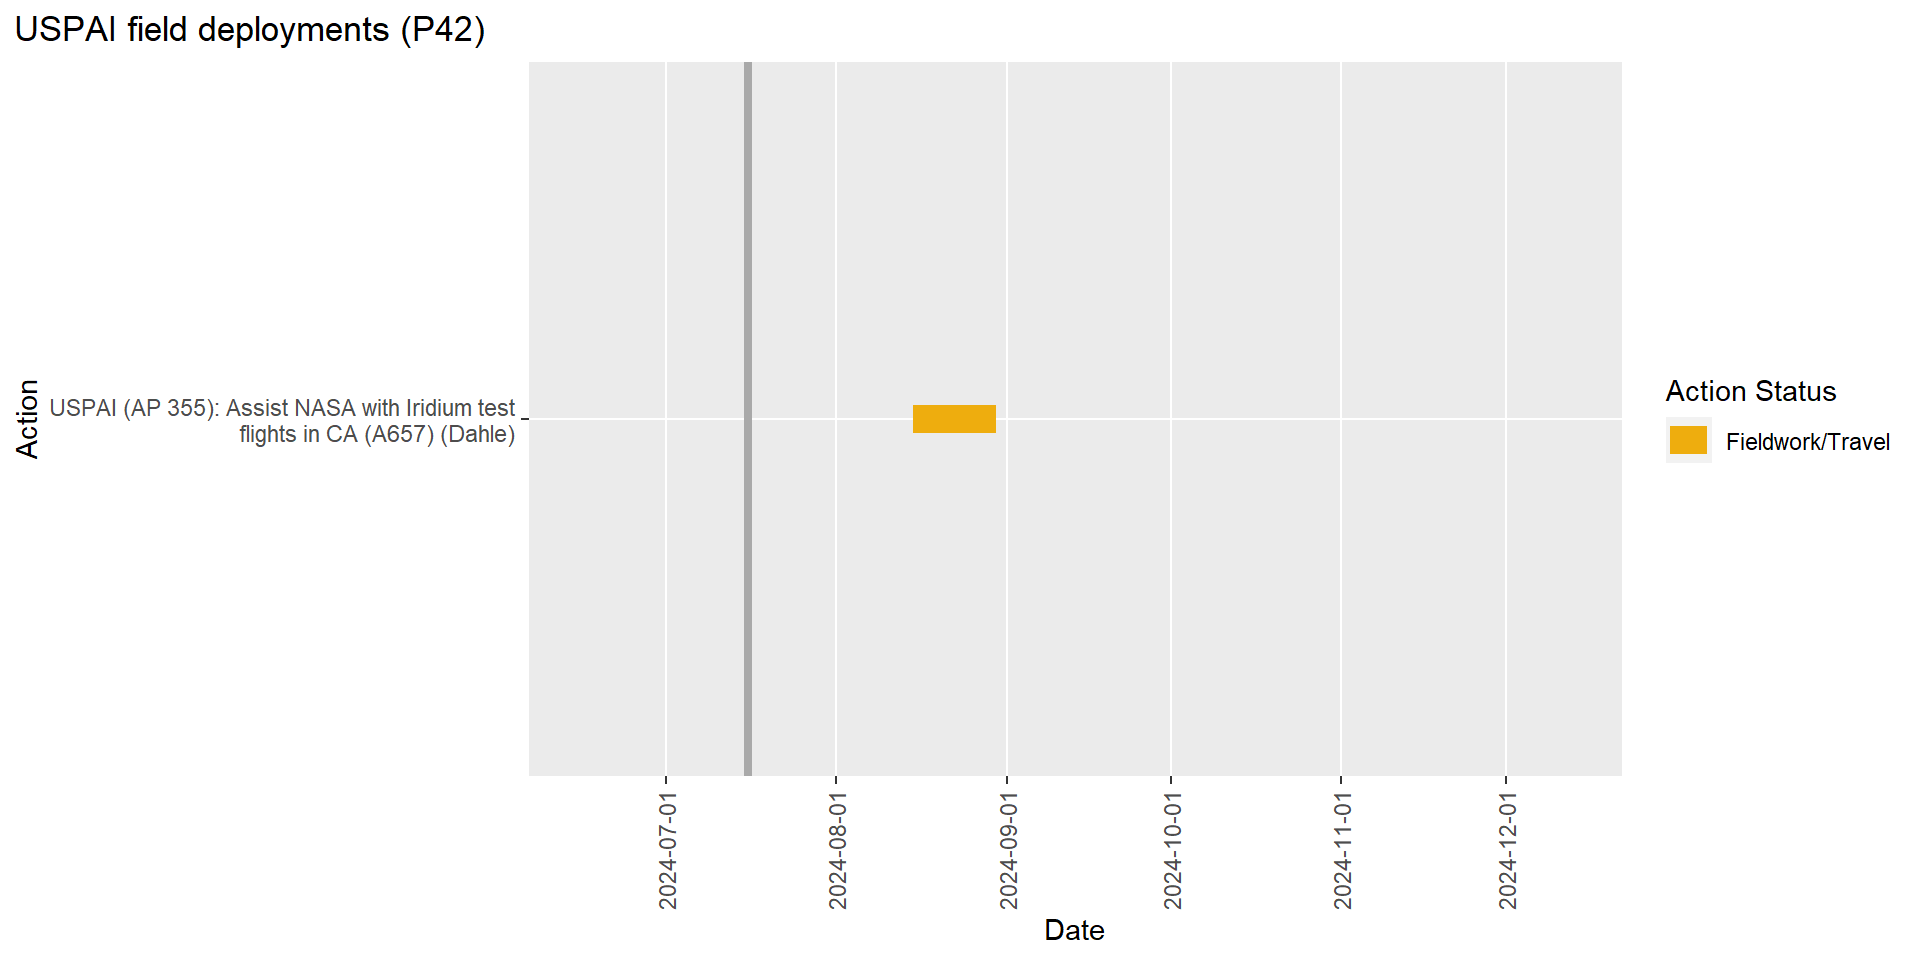 USPAI field deployments (P42)
Action
USPAI (AP 355): Assist NASA with Iridium test
flights in CA (A657) (Dahle)
2024-07-01
2024-08-01
2024-09-01
2024-10-01
2024-11-01
2024-12-01
Date
Action Status
Fieldwork/Travel